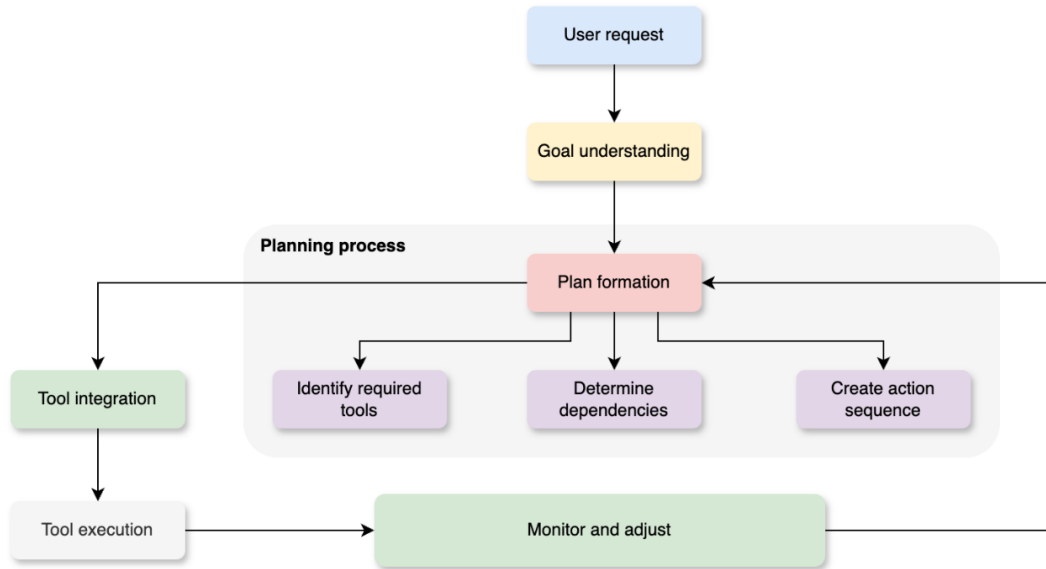 User request
Goal understanding
Planning process
Plan formation
Identify required
tools
Determine
dependencies
Create action
sequence
Tool integration
Tool execution
Monitor and adjust